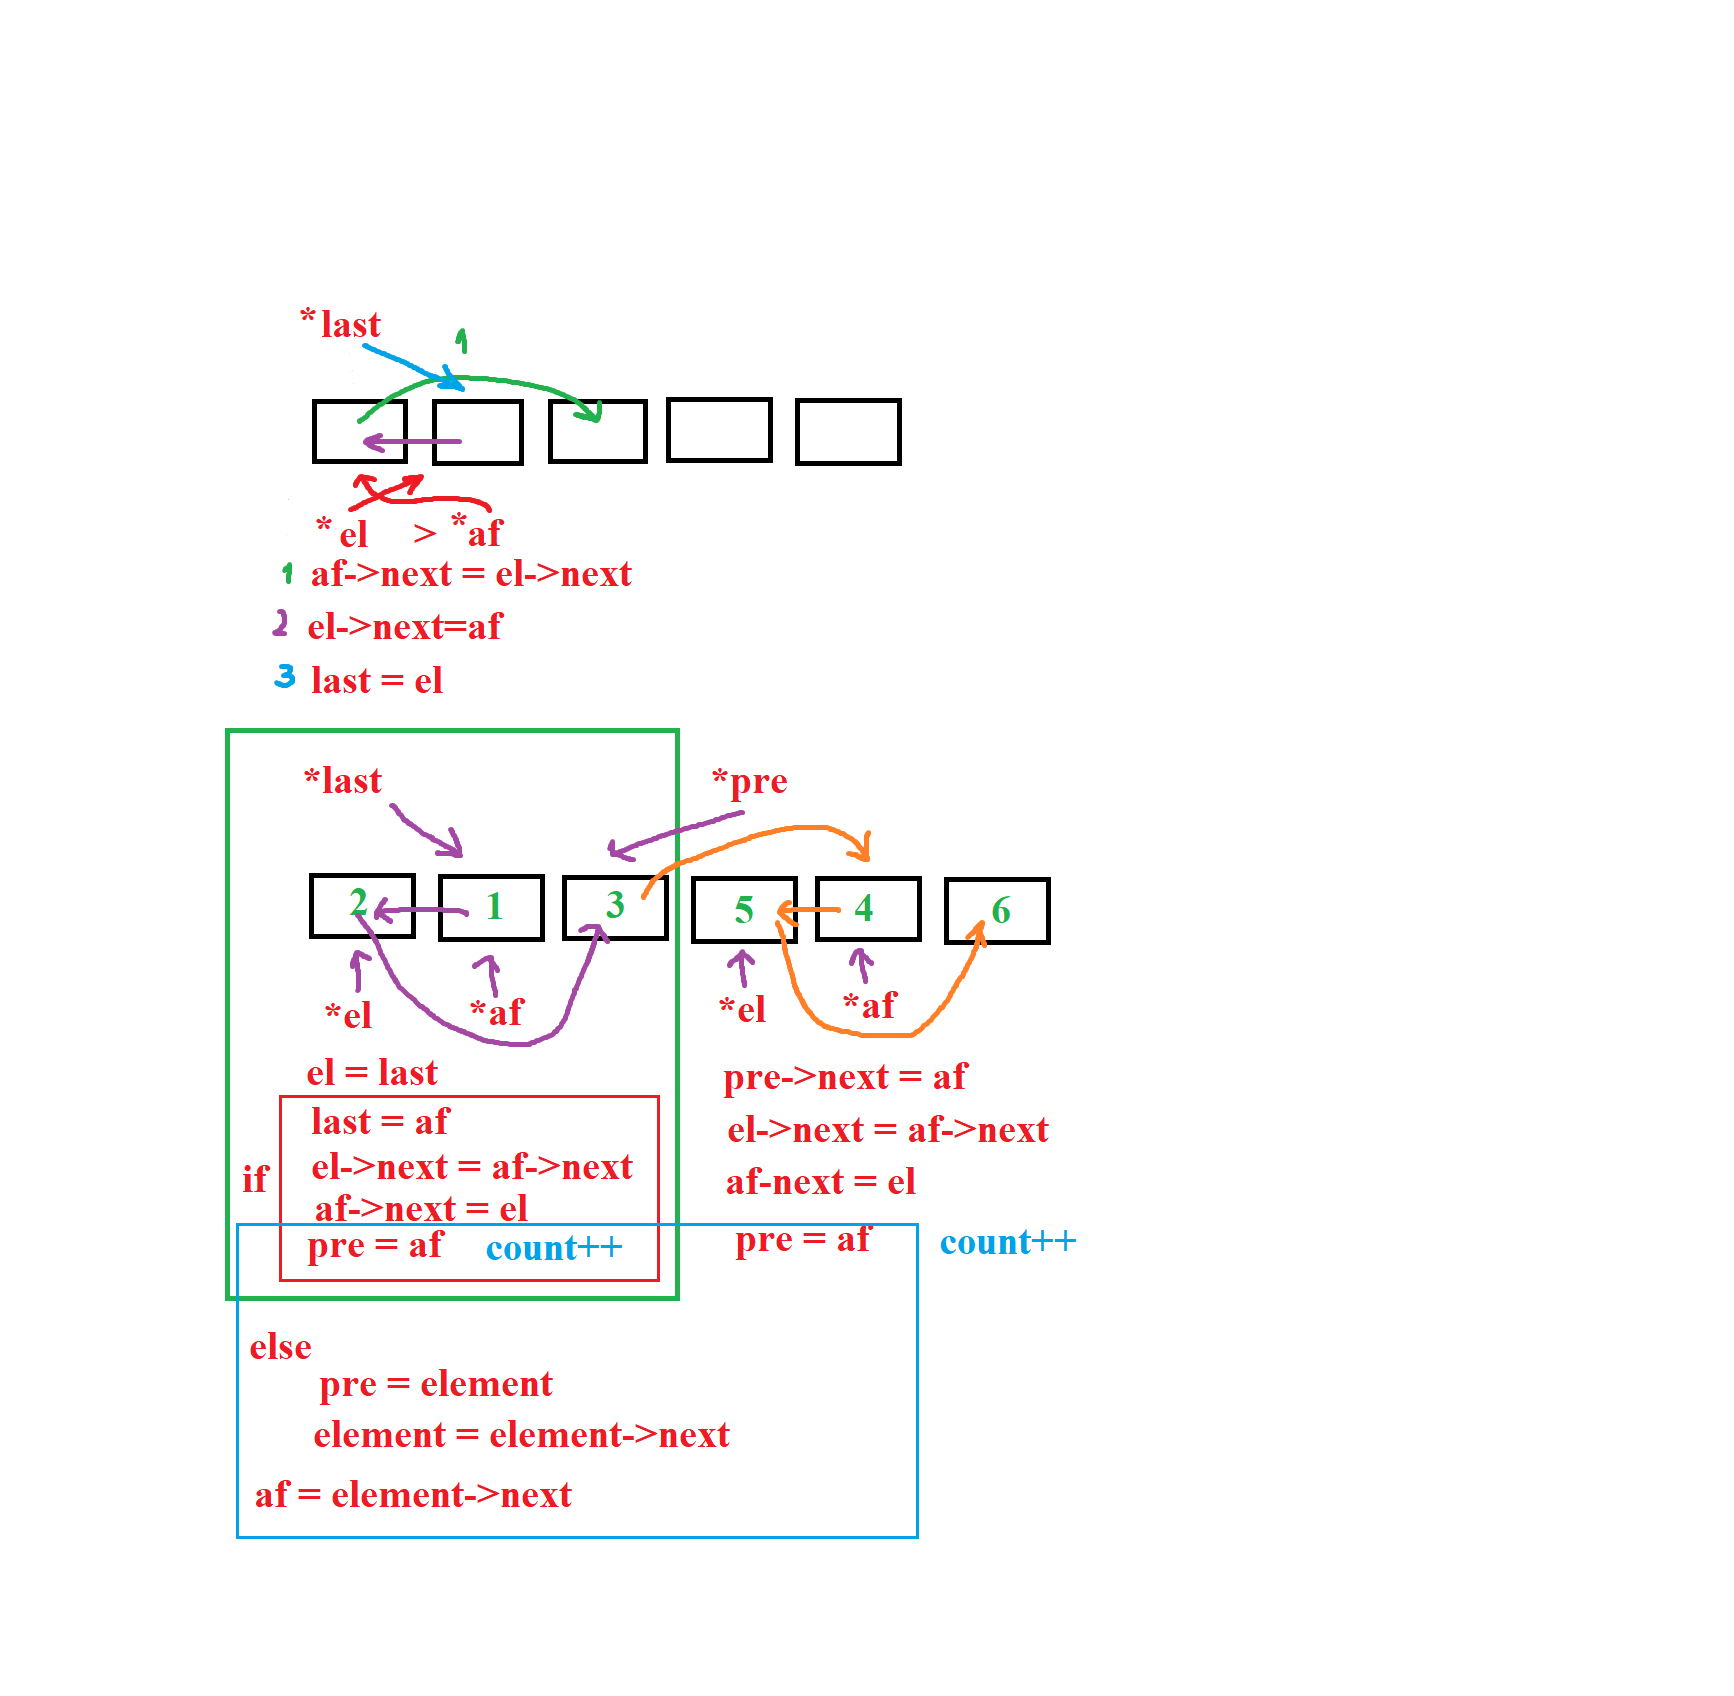 *last
1
*el > *af
1 af->next = el->next
2 el->next=af
3 last = el
*last *pre
2 1 3 5 4 6
*el *af *el *af
el = last
last = af
if el->next = af->next
af->next = el
pre = af count++
pre->next = af
el->next = af->next
af-next = el
pre = af count++
else
pre = element
element = element->next
af = element->next